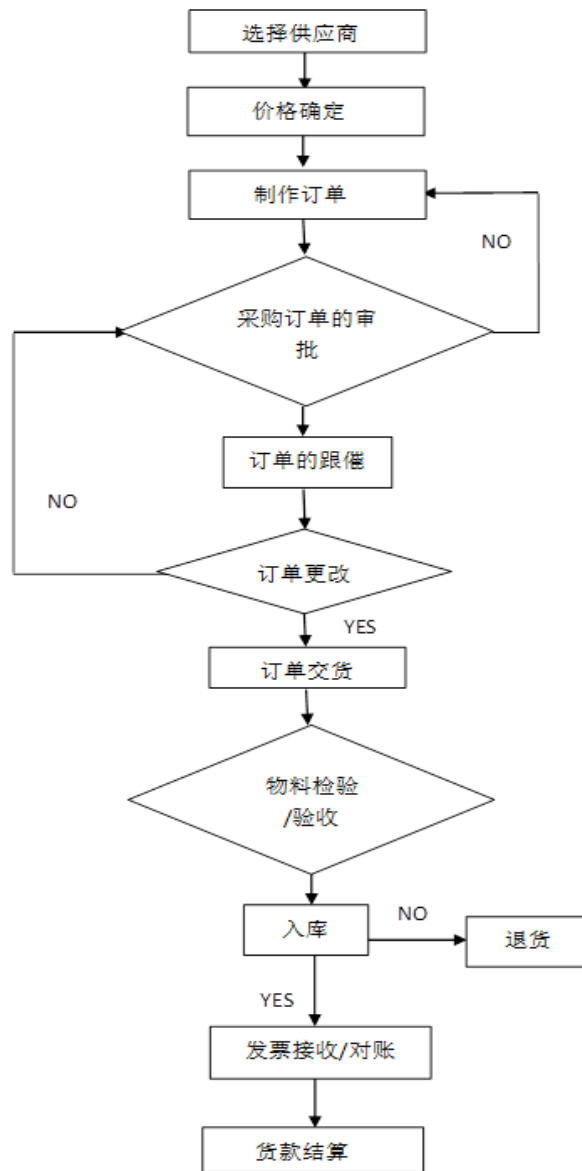 选择供应商
价格确定
制作订单
NO
采购订单的审
批
订单的跟催
NO
订单更改
YES
订单交货
物料检验
/验收
入库
NO
退货
YES
发票接收/对账
货款结算